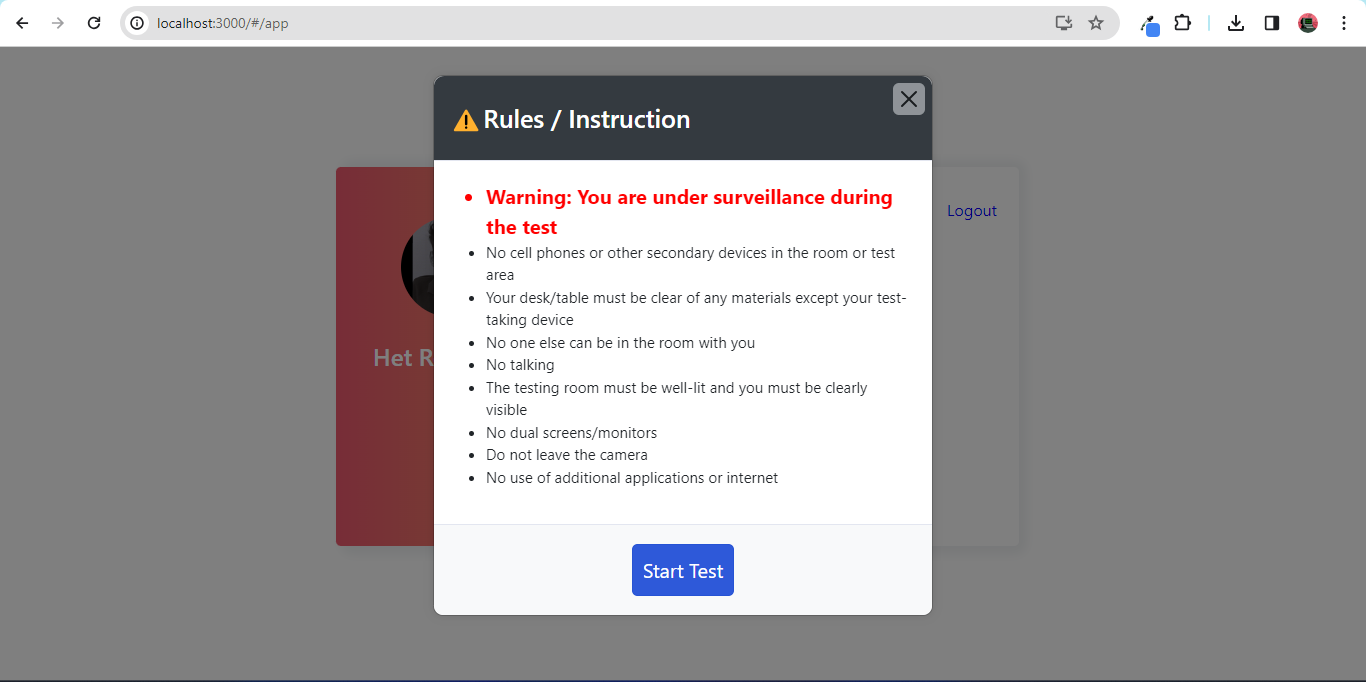 localhost:3000/#/app
⚠ Rules / Instruction
Warning: You are under surveillance during
the test
No cell phones or other secondary devices in the room or test
area
Your desk/table must be clear of any materials except your test-
taking device
No one else can be in the room with you
No talking
The testing room must be well-lit and you must be clearly
visible
No dual screens/monitors
Do not leave the camera
No use of additional applications or internet
Start Test
Logout
Het R